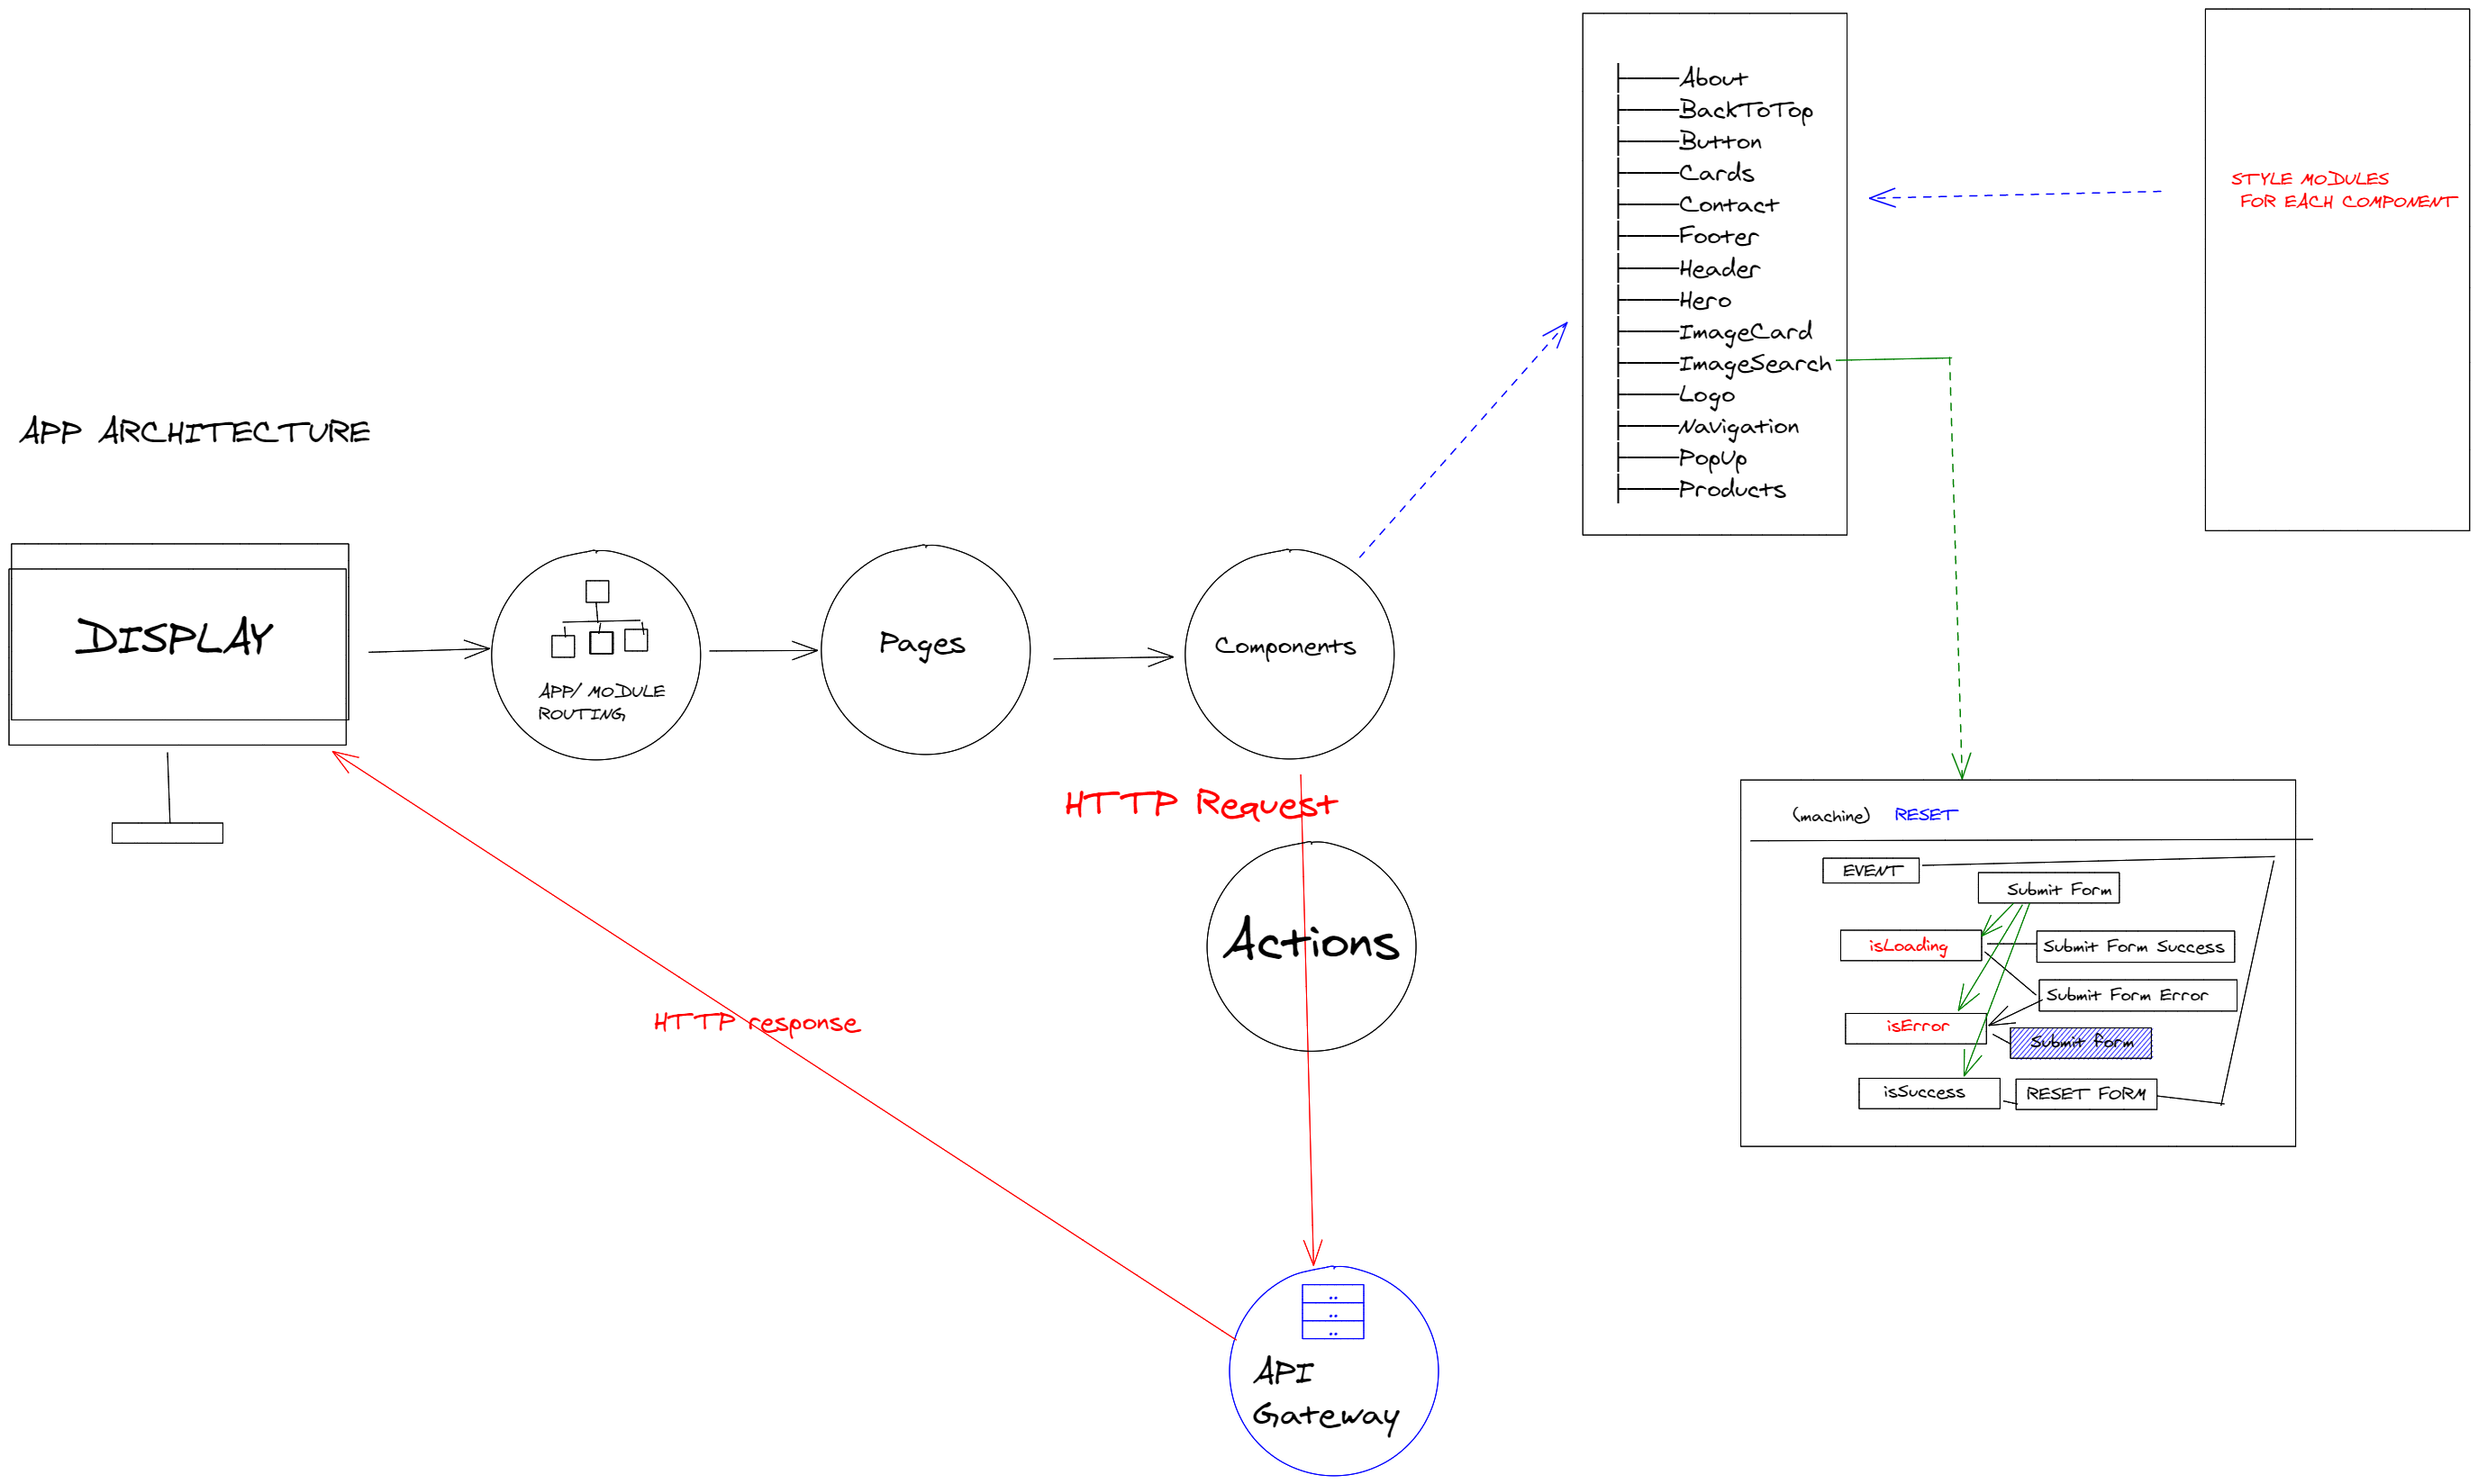 APP ARCHITECTURE
DISPLAY
APP/ MODULE
ROUTING
Pages
Components
About
BackToTop
Button
Cards
Contact
Footer
Header
Hero
ImageCard
ImageSearch
Logo
Navigation
PopUp
Products
STYLE MODULES
FOR EACH COMPONENT
HTTP Request
Actions
HTTP response
API
Gateway
(machine) RESET
EVENT
Submit Form
isLoading
Submit Form Success
Submit Form Error
isError
Submit form
isSuccess
RESET FORM